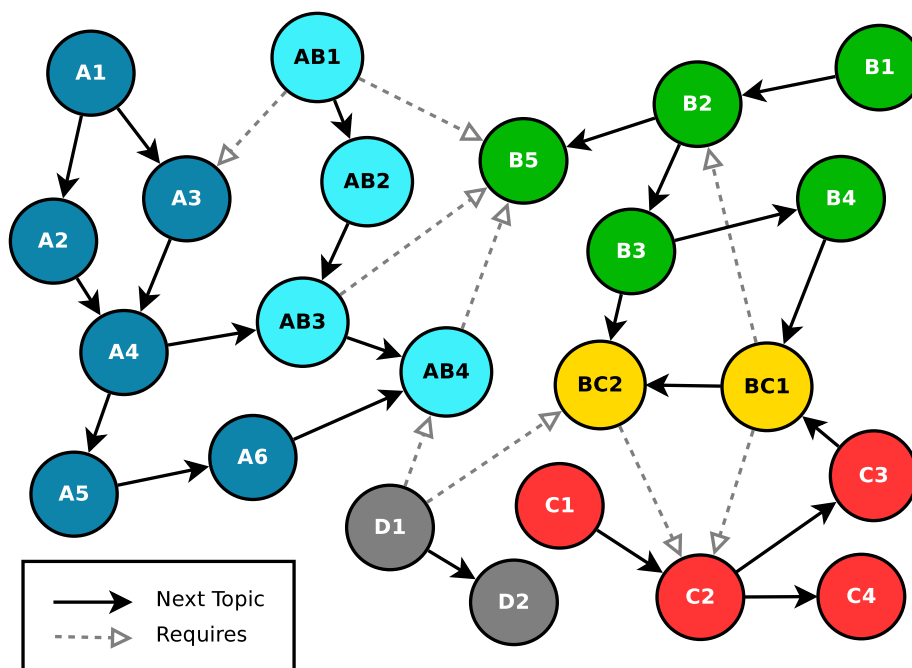 A1
AB1
B1
B2
B5
AB2
A3
B4
A2
B3
AB3
A4
AB4
BC2
BC1
A6
C3
A5
C1
D1
C2
C4
D2
Next Topic
Requires